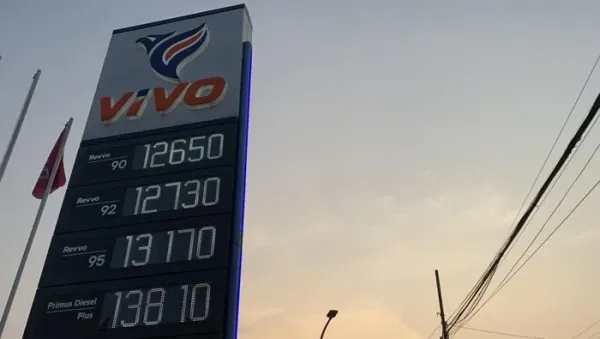 VIVO
Revvo 90 12650
Revvo 92 12730
Revvo 95 13170
Primus Diesel Plus 13810